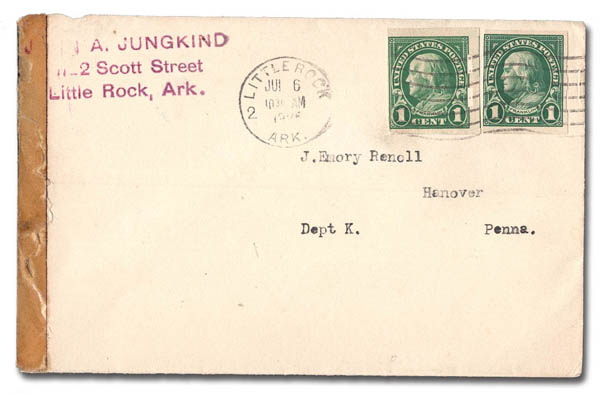 A. JUNGKIND
Scott Street
Little Rock, Ark.
LITTLE ROCK
2
JUL 6
AM
ARK.
UNITED STATES POSTAGE
1 CENT 1
UNITED STATES POSTAGE
1 CENT 1
J.Emory Renoll
Hanover
Dept K.
Penna.